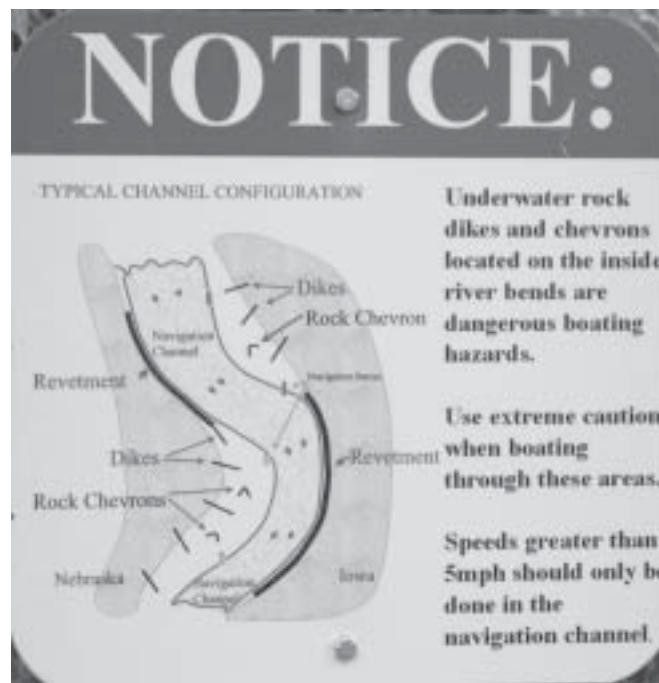 NOTICE:
TYPICAL CHANNEL CONFIGURATION
Underwater rock
dikes and chevrons
located on the inside
river bends are
dangerous boating
hazards.
Use extreme caution
when boating
through these areas.
Speeds greater than
5mph should only be
done in the
navigation channel.
Dikes
Rock Chevron
Navigation
Channel
Revetment
Dikes
Revetment
Rock Chevrons
Nebraska
Navigation
Channel
Iowa